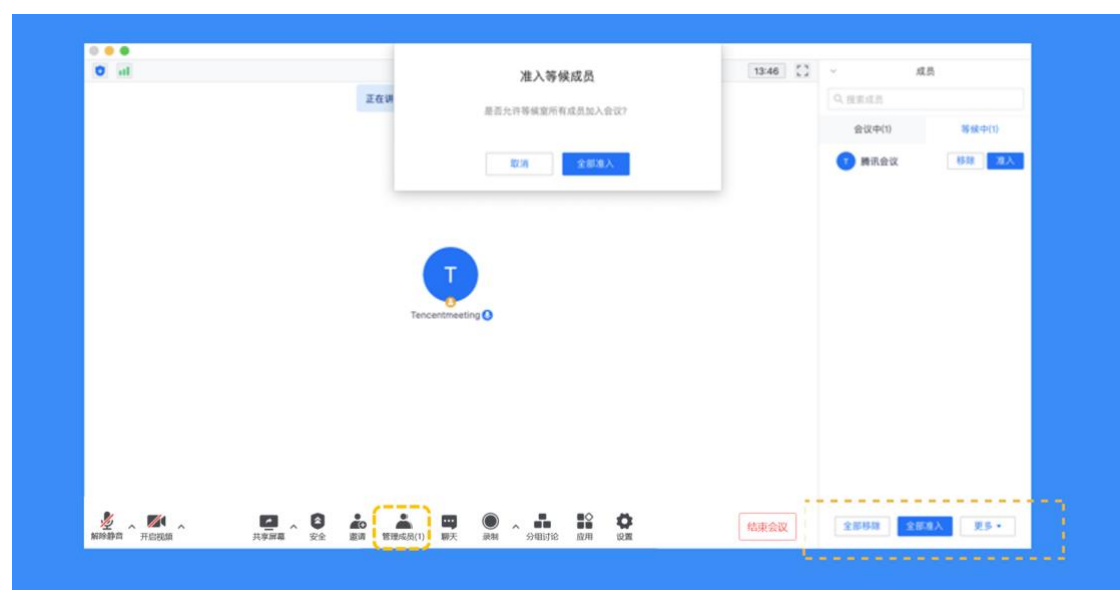 准入等候成员
是否允许等候室所有成员加入会议?
取消
全部准入
正在讲
13:46
成员
搜索成员
会议中(1)
等候中(1)
T
腾讯会议
移除
准入
T
Tencentmeeting
解除静音
开启视频
共享屏幕
安全
邀请
管理成员(1)
聊天
录制
分组讨论
应用
设置
结束会议
全部移除
全部准入
更多